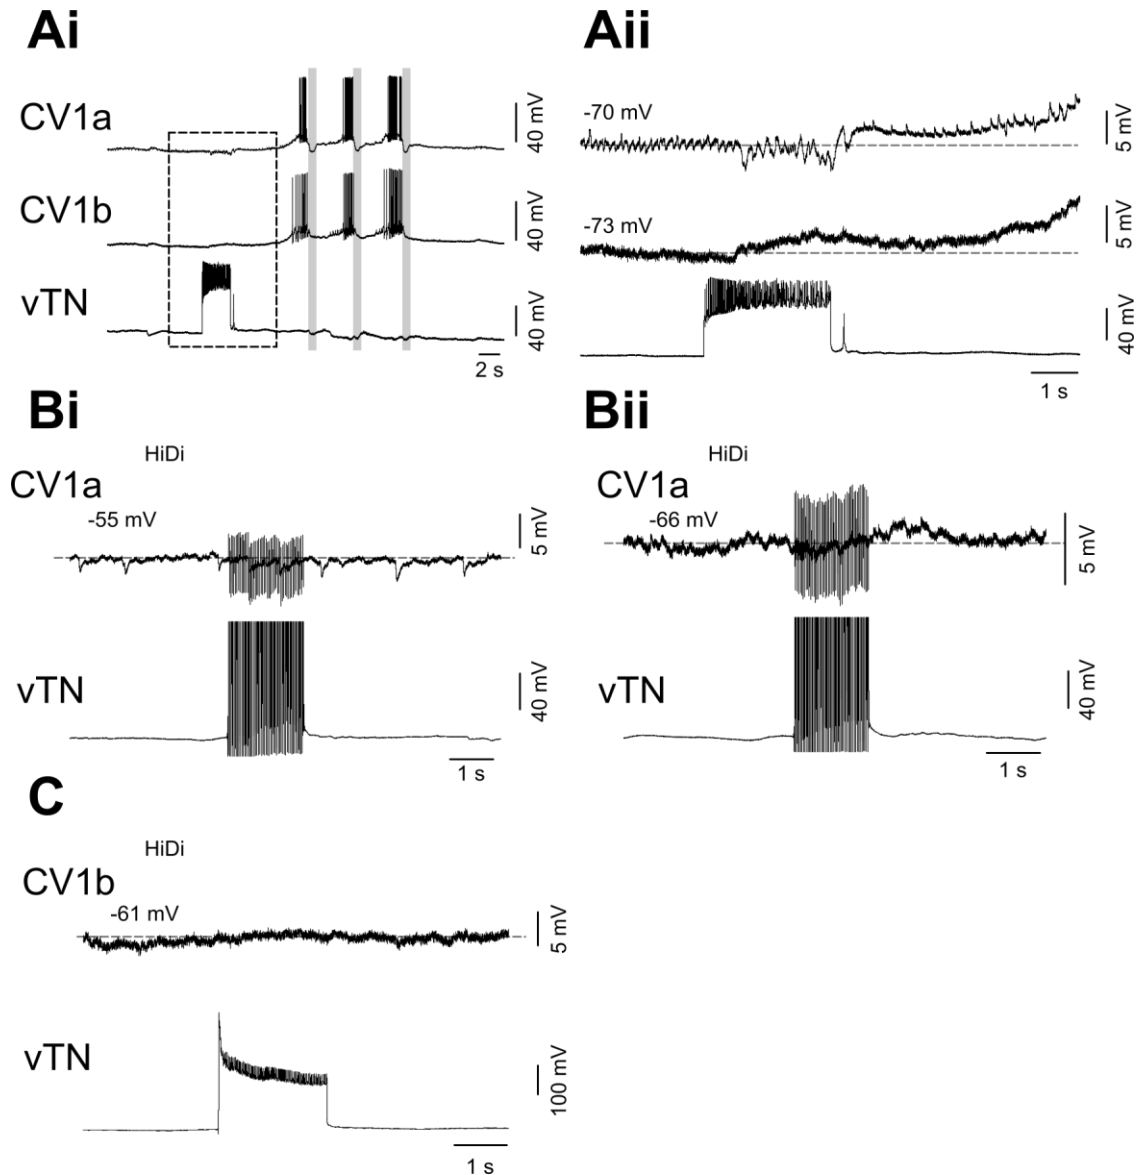 Ai
CV1a
40 mV
CV1b
40 mV
vTN
40 mV
2 s
Aii
-70 mV
5 mV
-73 mV
5 mV
40 mV
1 s
Bi
HiDi
CV1a
-55 mV
5 mV
vTN
40 mV
1 s
Bii
HiDi
CV1a
-66 mV
5 mV
vTN
40 mV
1 s
C
HiDi
CV1b
-61 mV
5 mV
vTN
100 mV
1 s